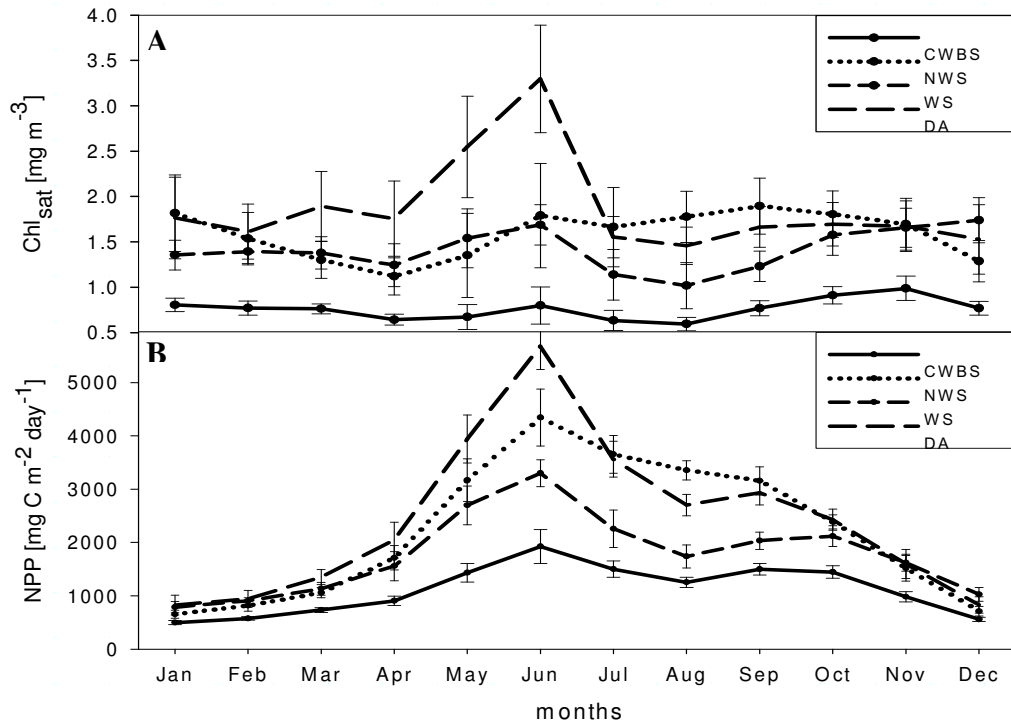 A
4.0
3.5
3.0
2.5
2.0
1.5
1.0
0.5
Chlsat [mg m-3]
CWBS
NWS
WS
DA
B
5000
4000
3000
2000
1000
0
NPP [mg C m-2 day-1]
CWBS
NWS
WS
DA
Jan Feb Mar Apr May Jun Jul Aug Sep Oct Nov Dec
months